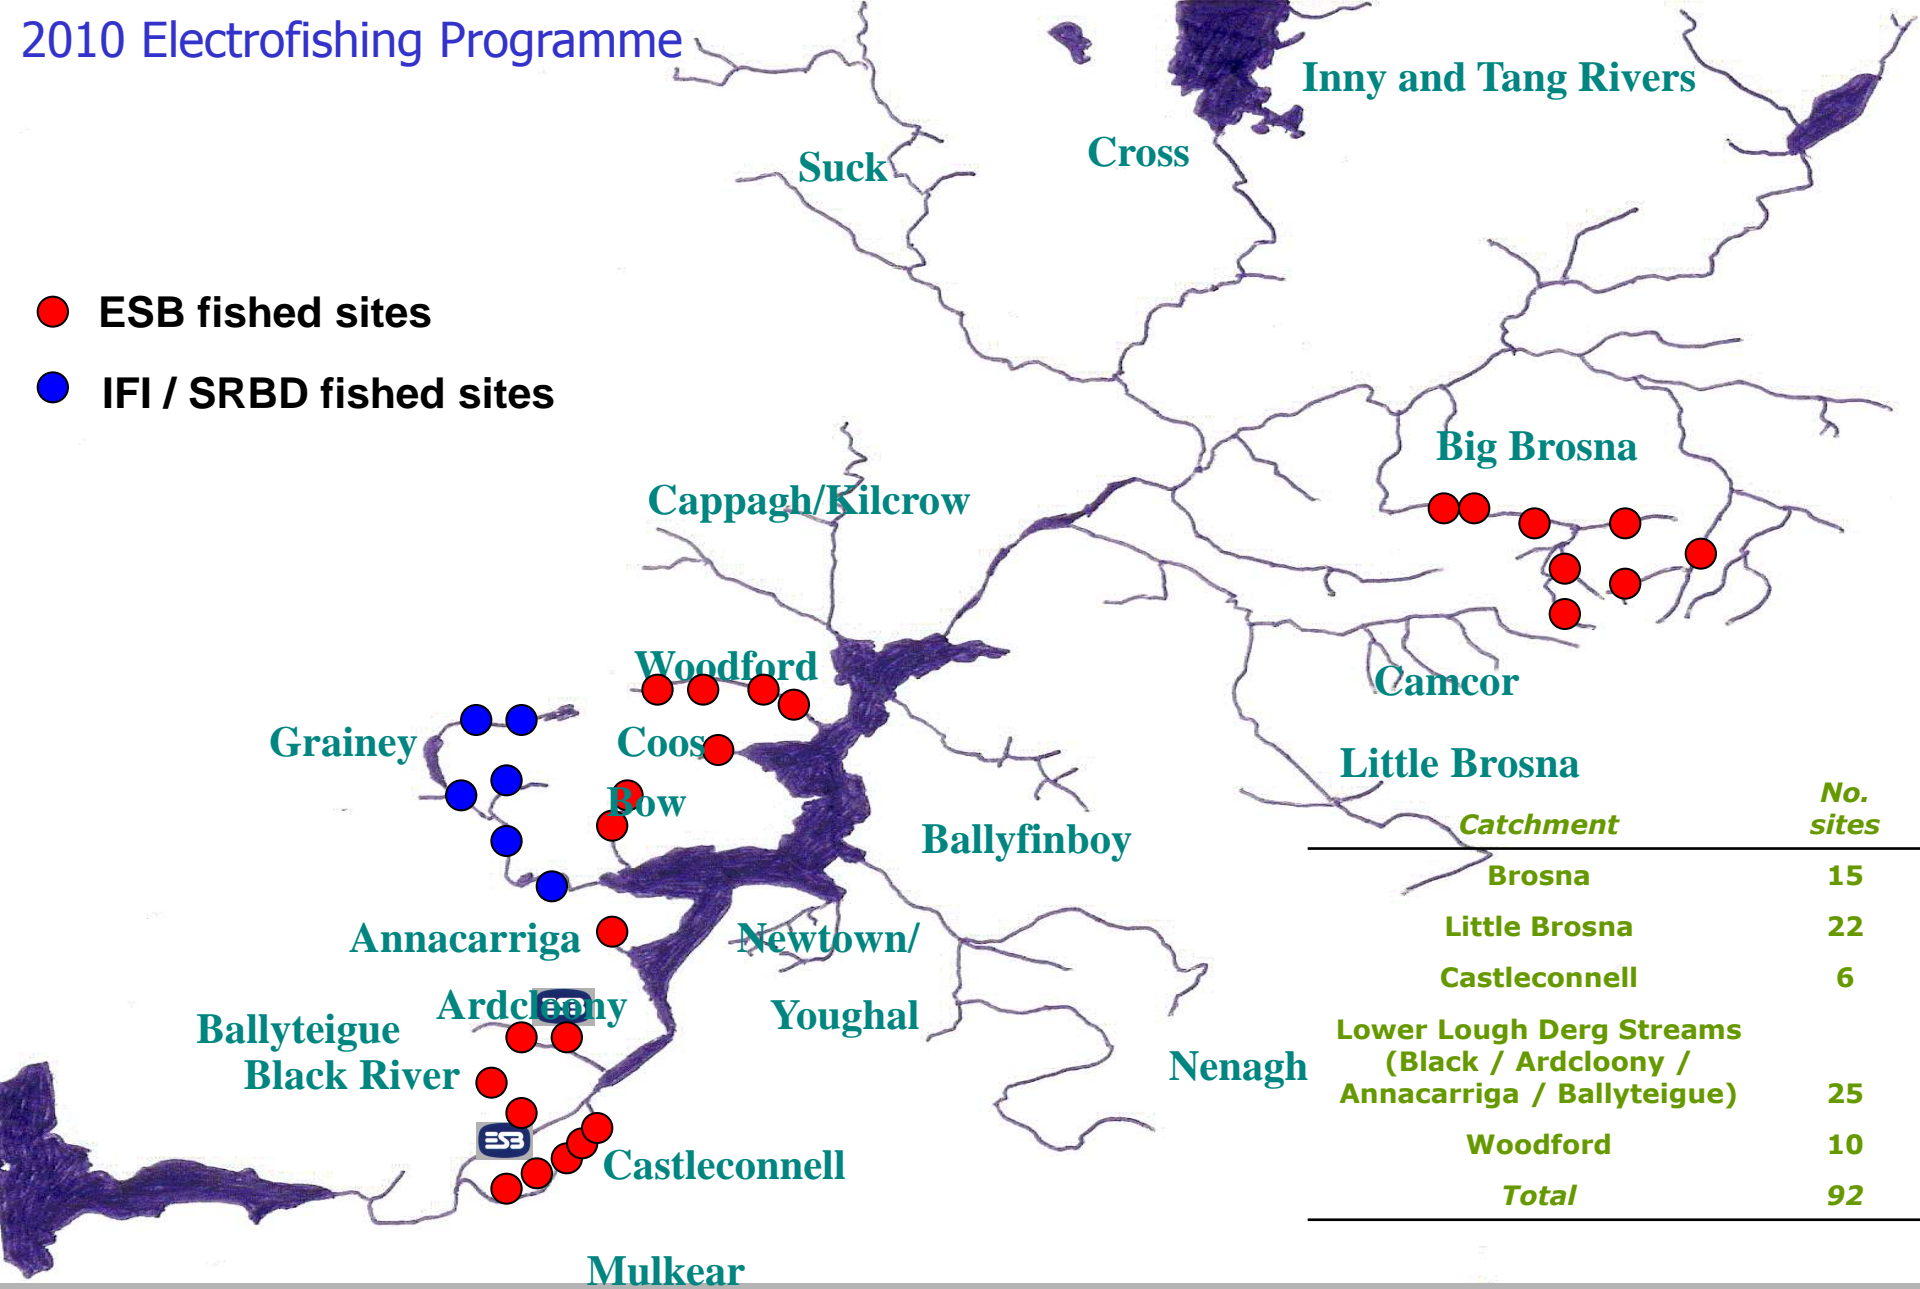 2010 Electrofishing Programme
Inny and Tang Rivers
Cross
Suck
ESB fished sites
IFI / SRBD fished sites
Big Brosna
Cappagh/Kilcrow
Woodford
Camcor
Grainey
Coos
Little Brosna
Bow
Ballyfinboy
Annacarriga
Newtown/
Youghal
Ardcloony
Ballyteigue
Black River
Nenagh
ESB
Castleconnell
Mulkear
Catchment No. sites
Brosna 15
Little Brosna 22
Castleconnell 6
Lower Lough Derg Streams
(Black / Ardcloony /
Annacarriga / Ballyteigue) 25
Woodford 10
Total 92